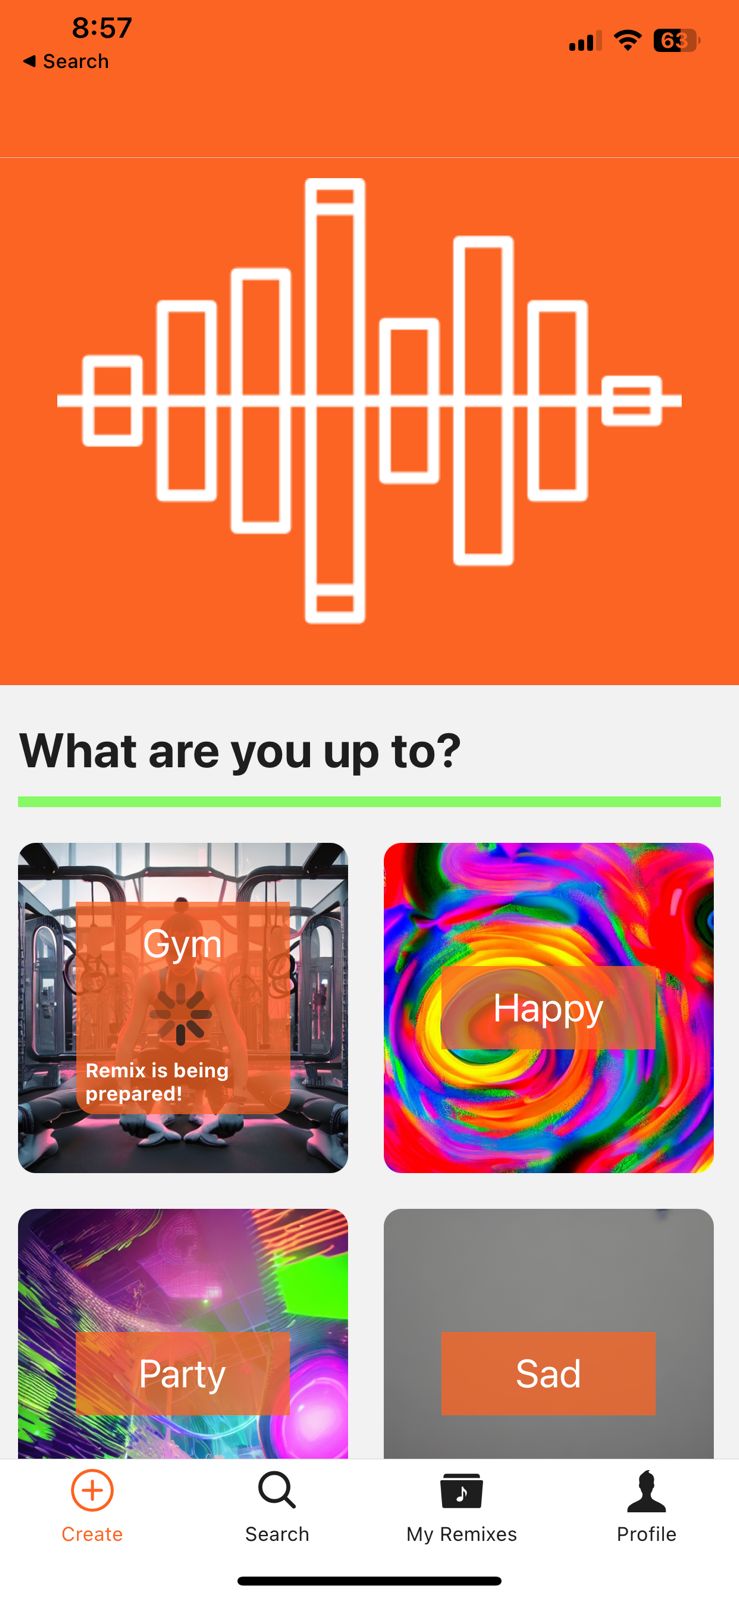 8:57
63
◀ Search
What are you up to?
Gym
Remix is being
prepared!
Happy
Party
Sad
Create
Search
My Remixes
Profile